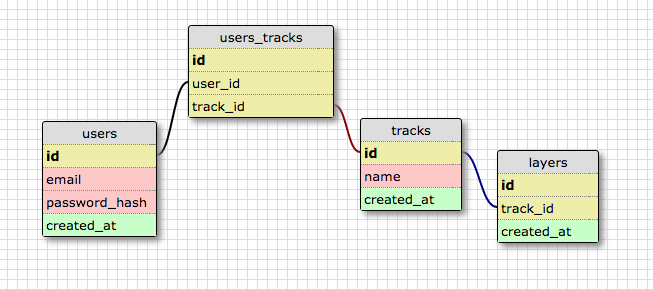 users_tracks
id
user_id
track_id
users
id
email
password_hash
created_at
tracks
id
name
created_at
layers
id
track_id
created_at